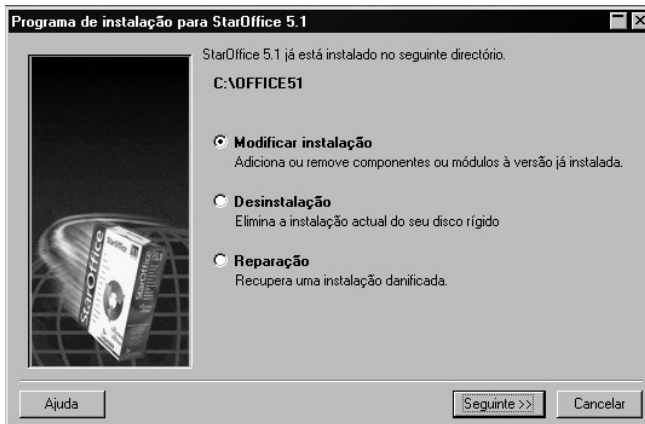 Programa de instalação para StarOffice 5.1
StarOffice 5.1 já está instalado no seguinte directório.
C:\OFFICE51
Modificar instalação
Adiciona ou remove componentes ou módulos à versão já instalada.
Desinstalação
Elimina a instalação actual do seu disco rígido
Reparação
Recupera uma instalação danificada.
StarOffice
StarOffice
Ajuda
Seguinte >>
Cancelar